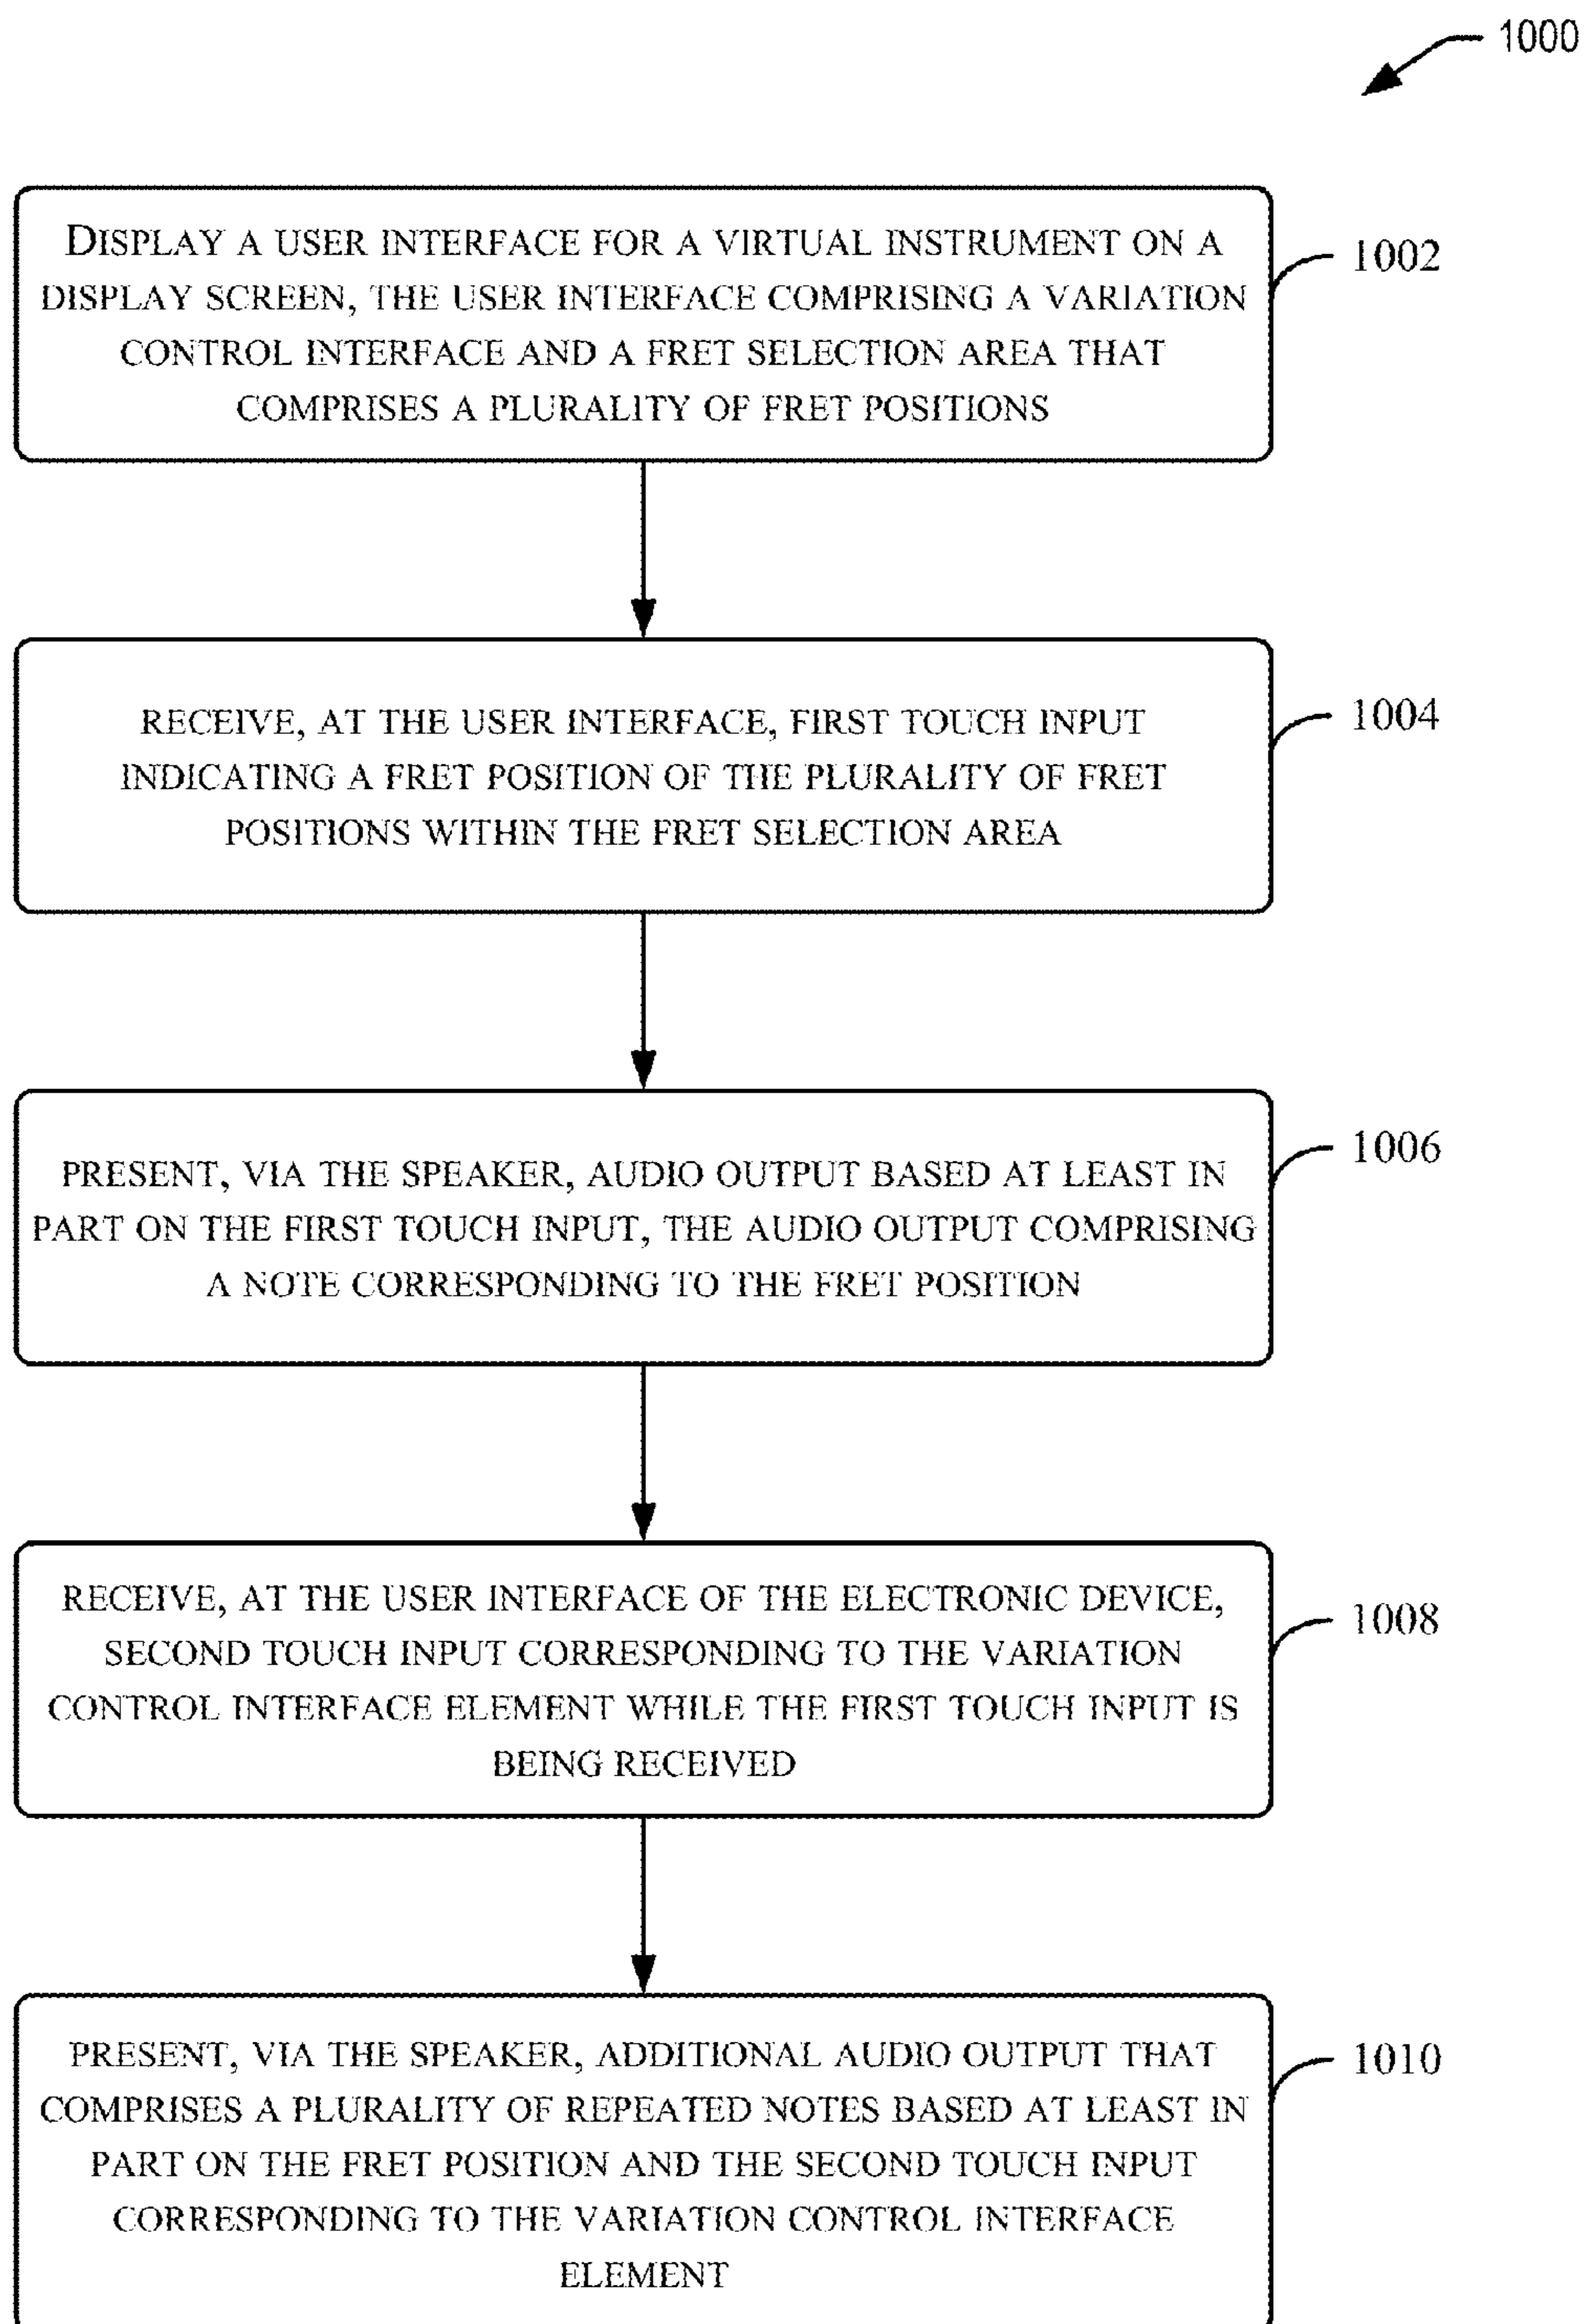 1000
DISPLAY A USER INTERFACE FOR A VIRTUAL INSTRUMENT ON A
DISPLAY SCREEN, THE USER INTERFACE COMPRISING A VARIATION
CONTROL INTERFACE AND A FRET SELECTION AREA THAT
COMPRISES A PLURALITY OF FRET POSITIONS
1002
RECEIVE, AT THE USER INTERFACE, FIRST TOUCH INPUT
INDICATING A FRET POSITION OF THE PLURALITY OF FRET
POSITIONS WITHIN THE FRET SELECTION AREA
1004
PRESENT, VIA THE SPEAKER, AUDIO OUTPUT BASED AT LEAST IN
PART ON THE FIRST TOUCH INPUT, THE AUDIO OUTPUT COMPRISING
A NOTE CORRESPONDING TO THE FRET POSITION
1006
RECEIVE, AT THE USER INTERFACE OF THE ELECTRONIC DEVICE,
SECOND TOUCH INPUT CORRESPONDING TO THE VARIATION
CONTROL INTERFACE ELEMENT WHILE THE FIRST TOUCH INPUT IS
BEING RECEIVED
1008
PRESENT, VIA THE SPEAKER, ADDITIONAL AUDIO OUTPUT THAT
COMPRISES A PLURALITY OF REPEATED NOTES BASED AT LEAST IN
PART ON THE FRET POSITION AND THE SECOND TOUCH INPUT
CORRESPONDING TO THE VARIATION CONTROL INTERFACE
ELEMENT
1010